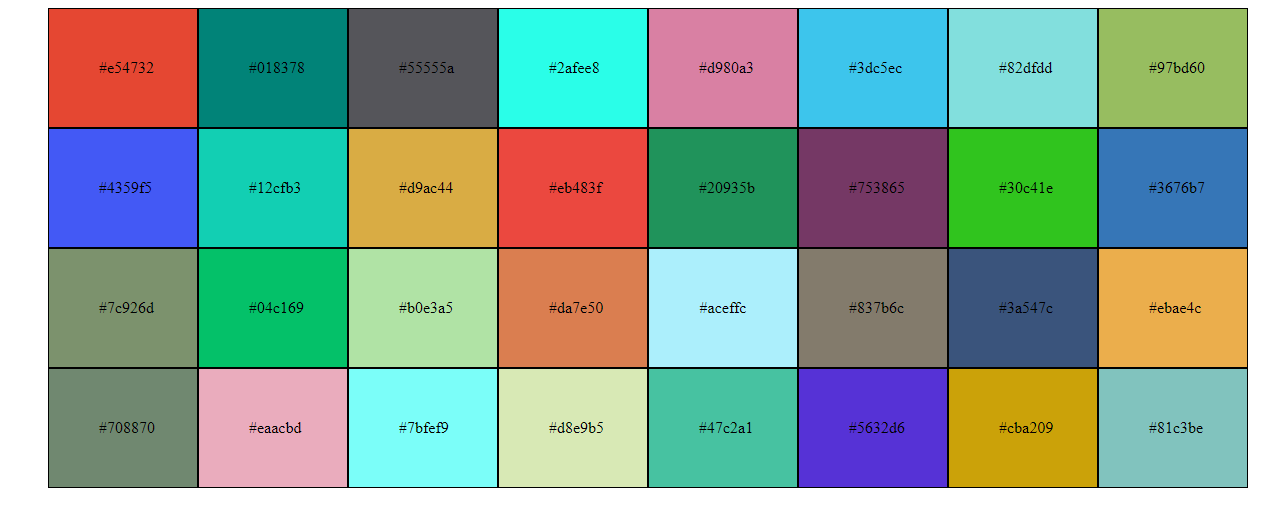 #e54732 #018378 #55555a #2afee8 #d980a3 #3dc5ec #82dfdd #97bd60
#4359f5 #12cfb3 #d9ac44 #eb483f #20935b #753865 #30c41e #3676b7
#7c926d #04c169 #b0e3a5 #da7e50 #aceffc #837b6c #3a547c #ebae4c
#708870 #eaacbd #7bfef9 #d8e9b5 #47c2a1 #5632d6 #cba209 #81c3be